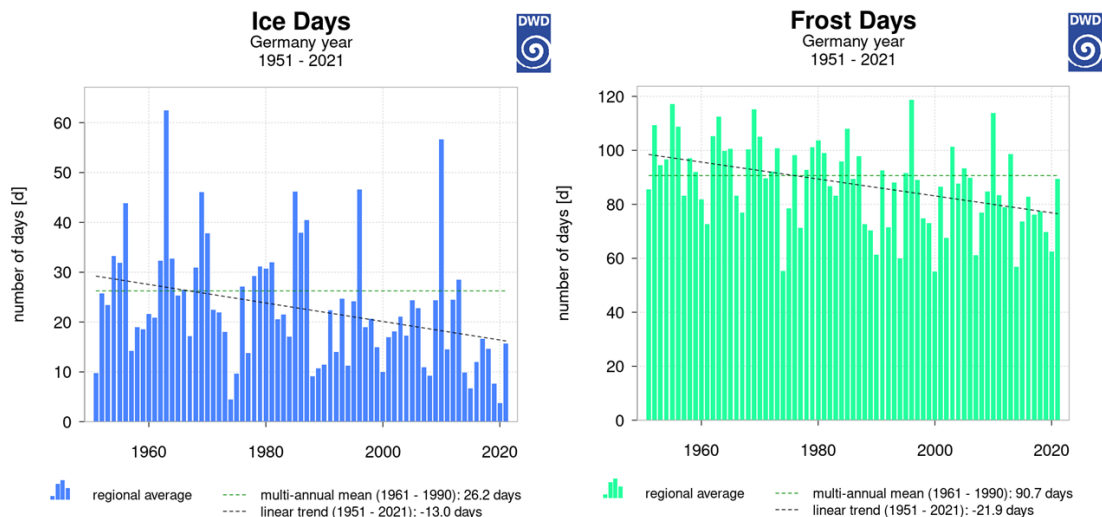 Ice Days
Germany year
1951 - 2021
DWD
number of days [d]
60
50
40
30
20
10
0
1960
1980
2000
2020
regional average
multi-annual mean (1961 - 1990): 26.2 days
linear trend (1951 - 2021): -13.0 days
Frost Days
Germany year
1951 - 2021
DWD
number of days [d]
120
100
80
60
40
20
0
1960
1980
2000
2020
regional average
multi-annual mean (1961 - 1990): 90.7 days
linear trend (1951 - 2021): -21.9 days